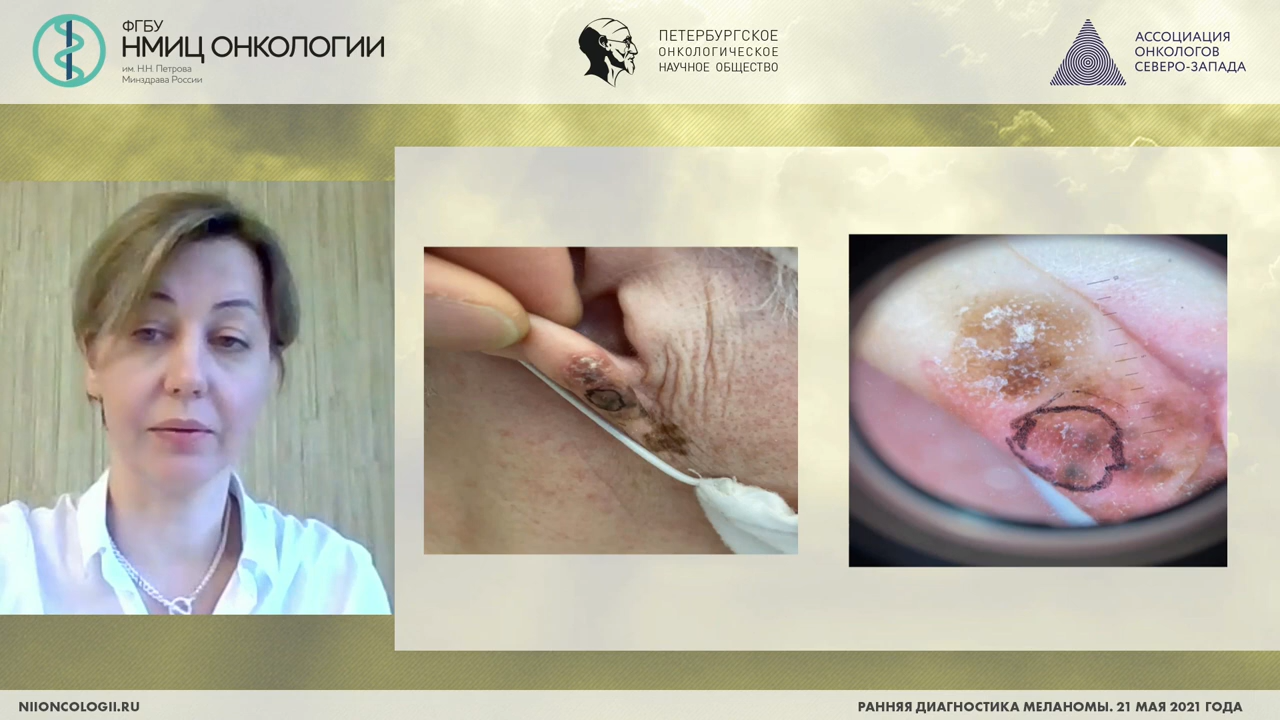 ФГБУ
НМИЦ ОНКОЛОГИИ
им. Н.Н. Петрова
Минздрава России
ПЕТЕРБУРГСКОЕ
ОНКОЛОГИЧЕСКОЕ
НАУЧНОЕ ОБЩЕСТВО
АССОЦИАЦИЯ
ОНКОЛОГОВ
СЕВЕРО-ЗАПАДА
NIIONCOLOGII.RU
РАННЯЯ ДИАГНОСТИКА МЕЛАНОМЫ. 21 МАЯ 2021 ГОДА